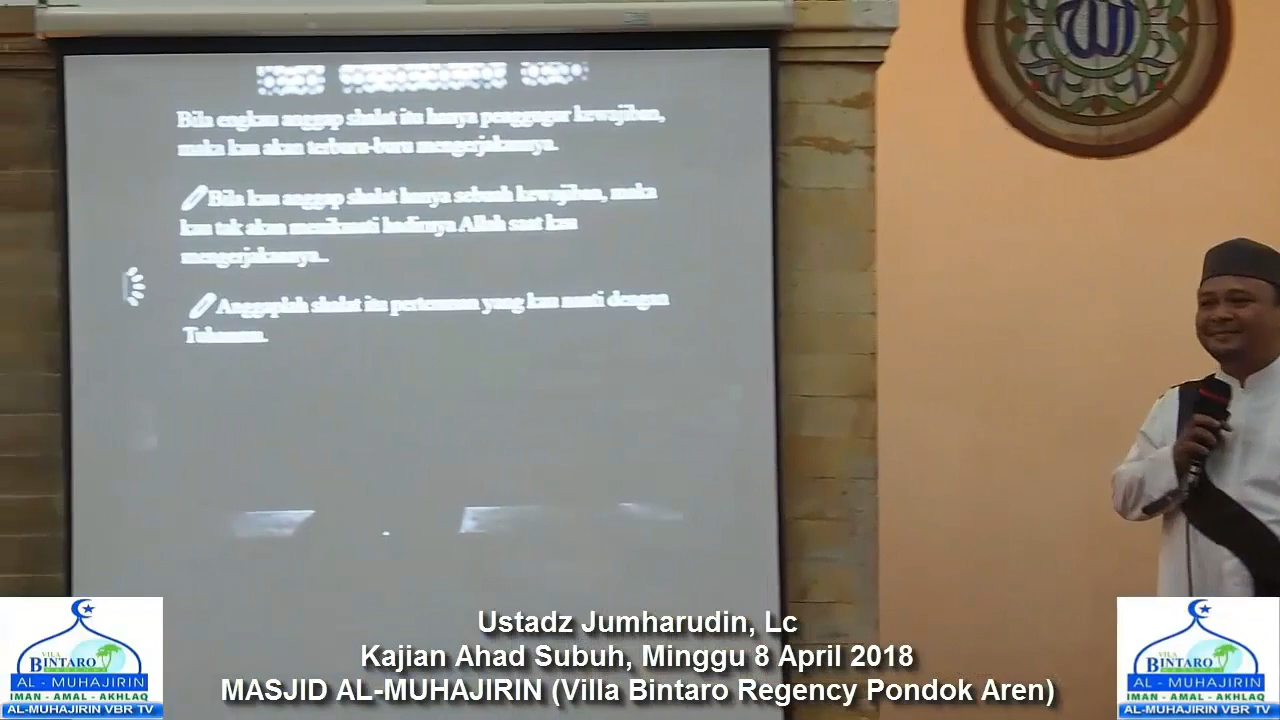 Bila engkau anggap shalat itu hanya penggugur kewajiban,
maka kau akan terburu-buru mengerjakannya.
Bila kau anggap shalat hanya sebuah kewajiban, maka
kau tak akan menikmati hadirnya Allah saat kau
mengerjakannya..
Anggaplah shalat itu pertemuan yang kau nanti dengan
Tuhanmu.
الله
Ustadz Jumharudin, Lc
Kajian Ahad Subuh, Minggu 8 April 2018
MASJID AL-MUHAJIRIN (Villa Bintaro Regency Pondok Aren)
VILA
BINTARO
AL - MUHAJIRIN
IMAN - AMAL - AKHLAQ
AL-MUHAJIRIN VBR TV
VILA
BINTARO
AL - MUHAJIRIN
IMAN - AMAL - AKHLAQ
AL-MUHAJIRIN VBR TV